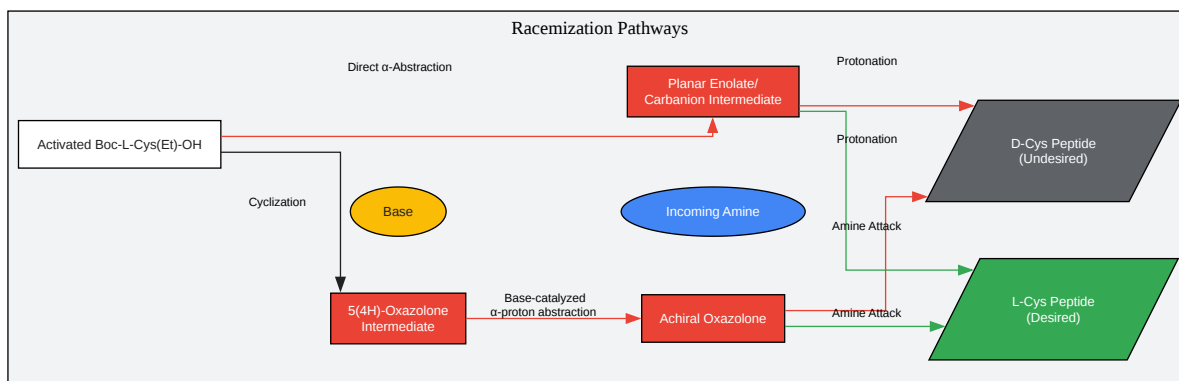 Racemization Pathways
Direct α-Abstraction
Protonation
Planar Enolate/
Carbanion Intermediate
Activated Boc-L-Cys(Et)-OH
Protonation
D-Cys Peptide
(Undesired)
Cyclization
Base
Incoming Amine
Amine Attack
5(4H)-Oxazolone
Intermediate
Base-catalyzed
α-proton abstraction
Achiral Oxazolone
Amine Attack
L-Cys Peptide
(Desired)